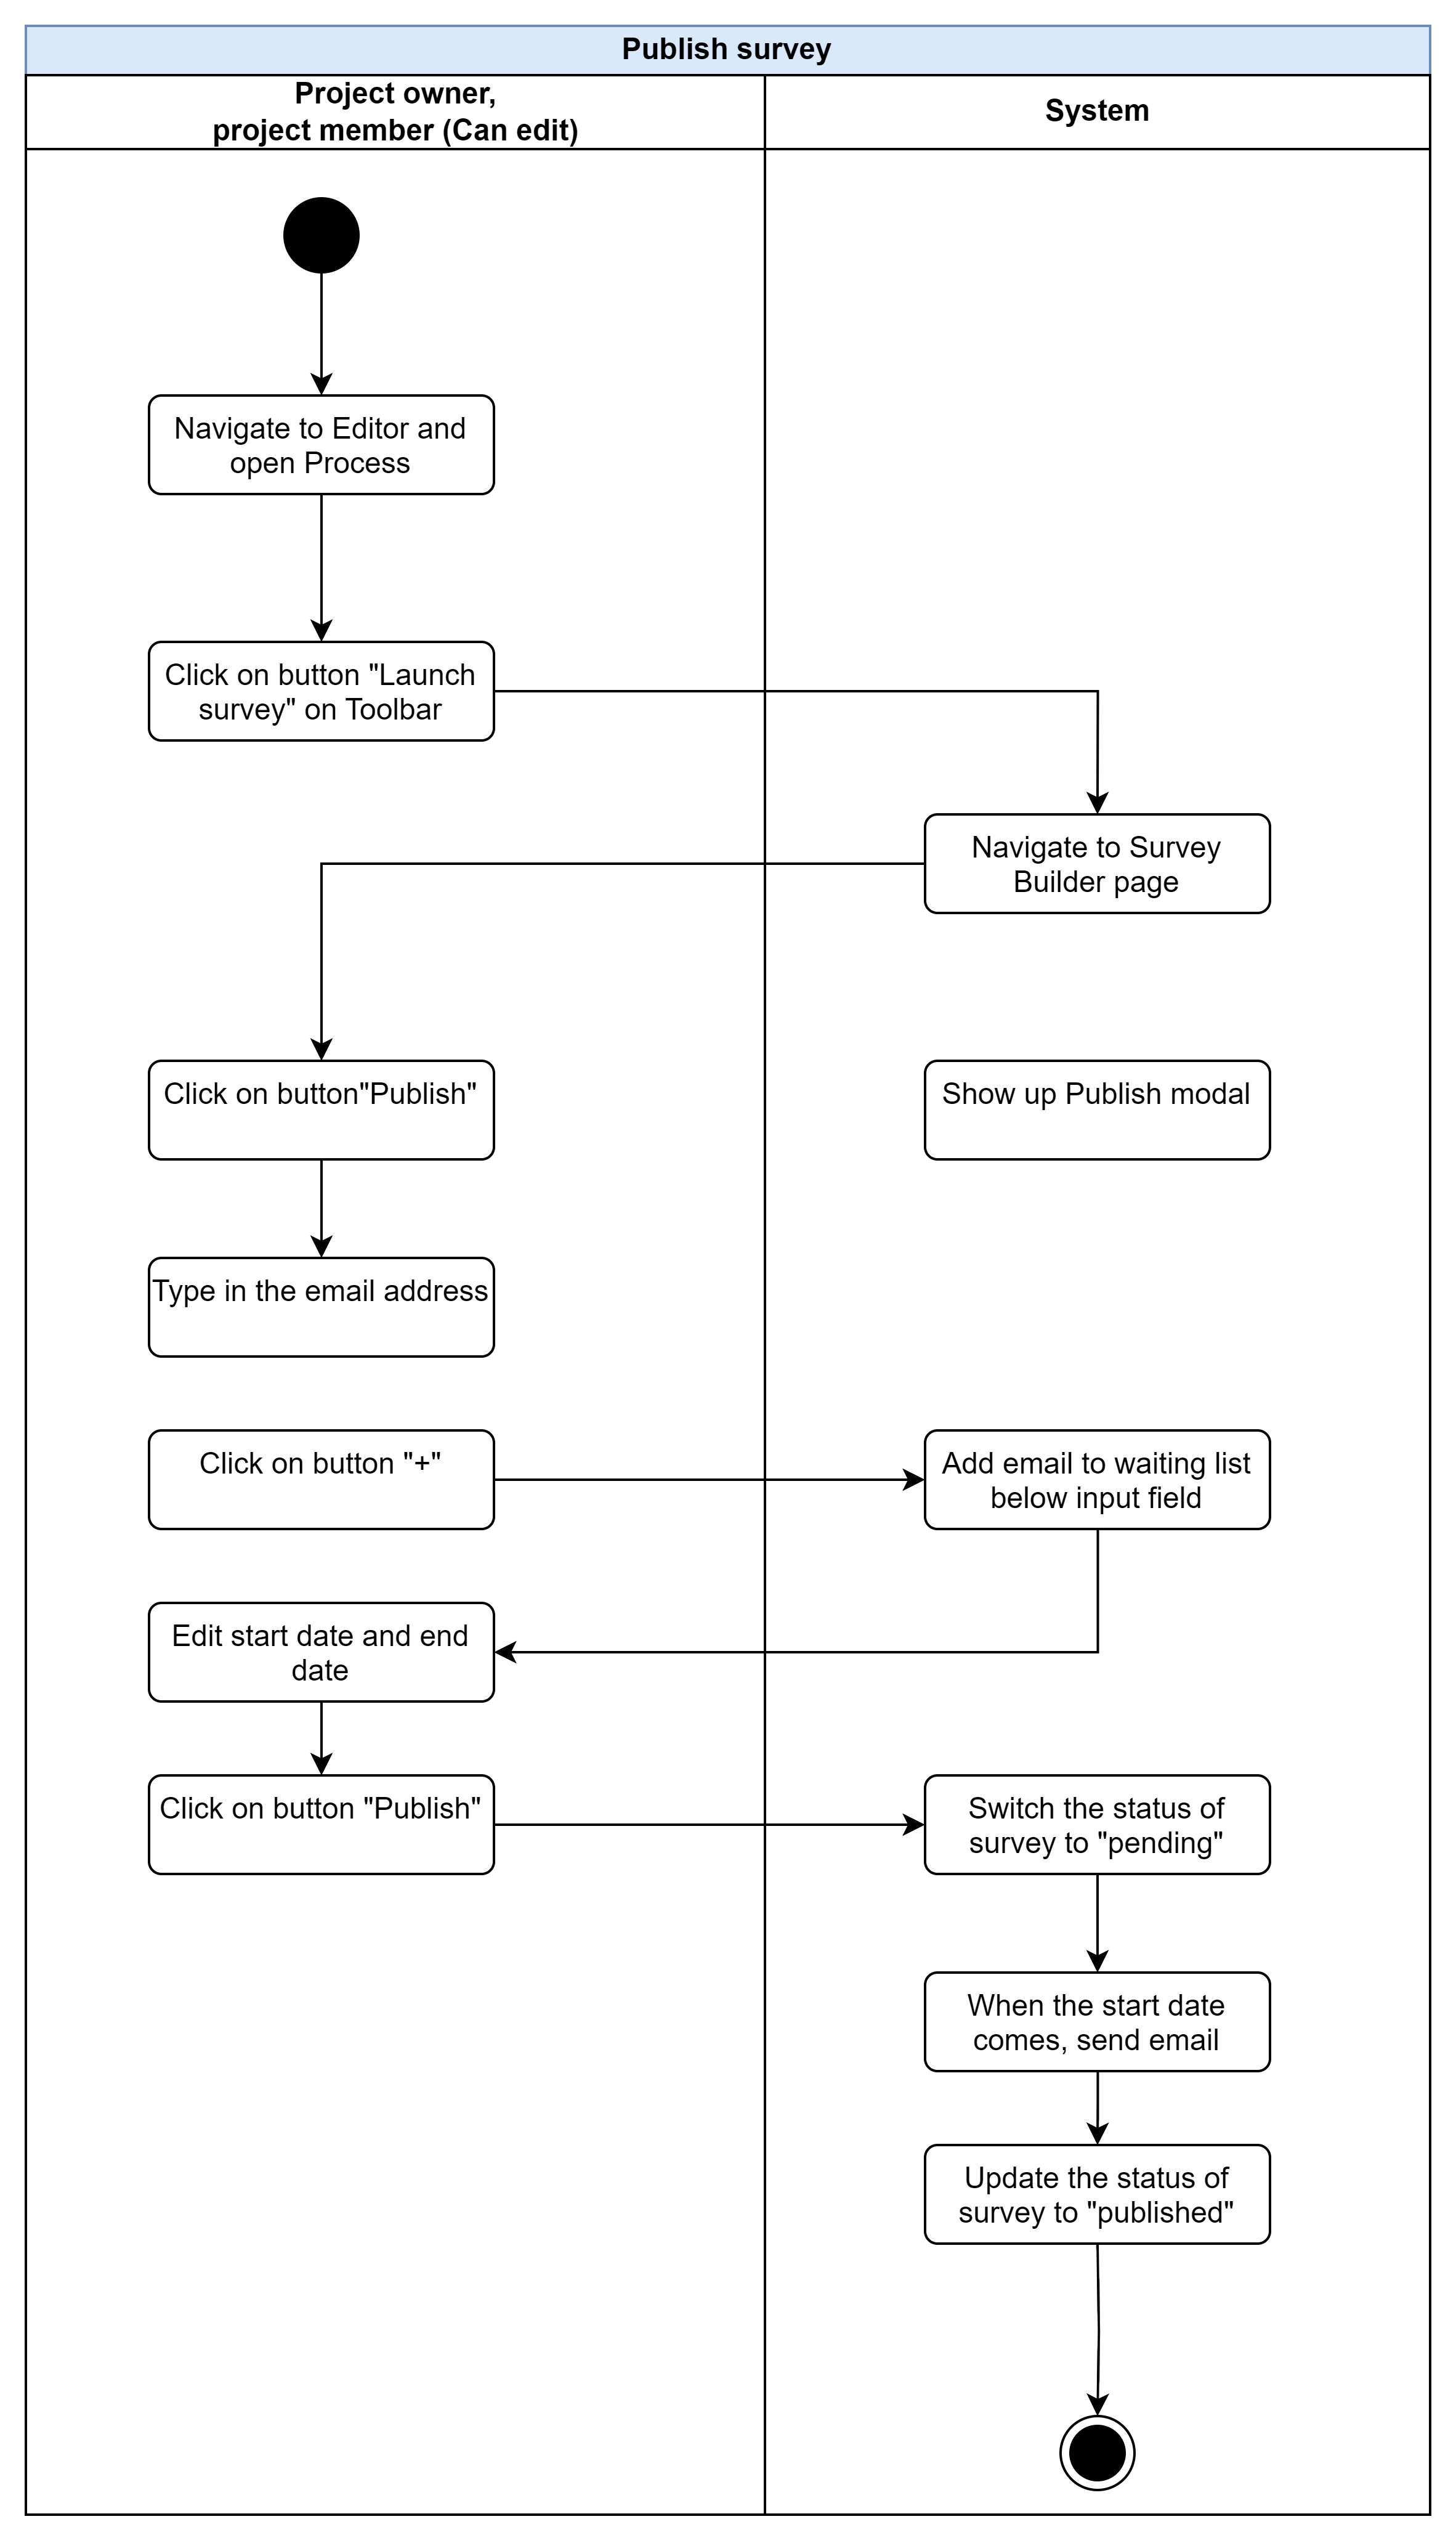 Publish survey
Project owner,
project member (Can edit)
System
Navigate to Editor and
open Process
Click on button "Launch
survey" on Toolbar
Navigate to Survey
Builder page
Click on button"Publish"
Show up Publish modal
Type in the email address
Click on button "+"
Add email to waiting list
below input field
Edit start date and end
date
Click on button "Publish"
Switch the status of
survey to "pending"
When the start date
comes, send email
Update the status of
survey to "published"